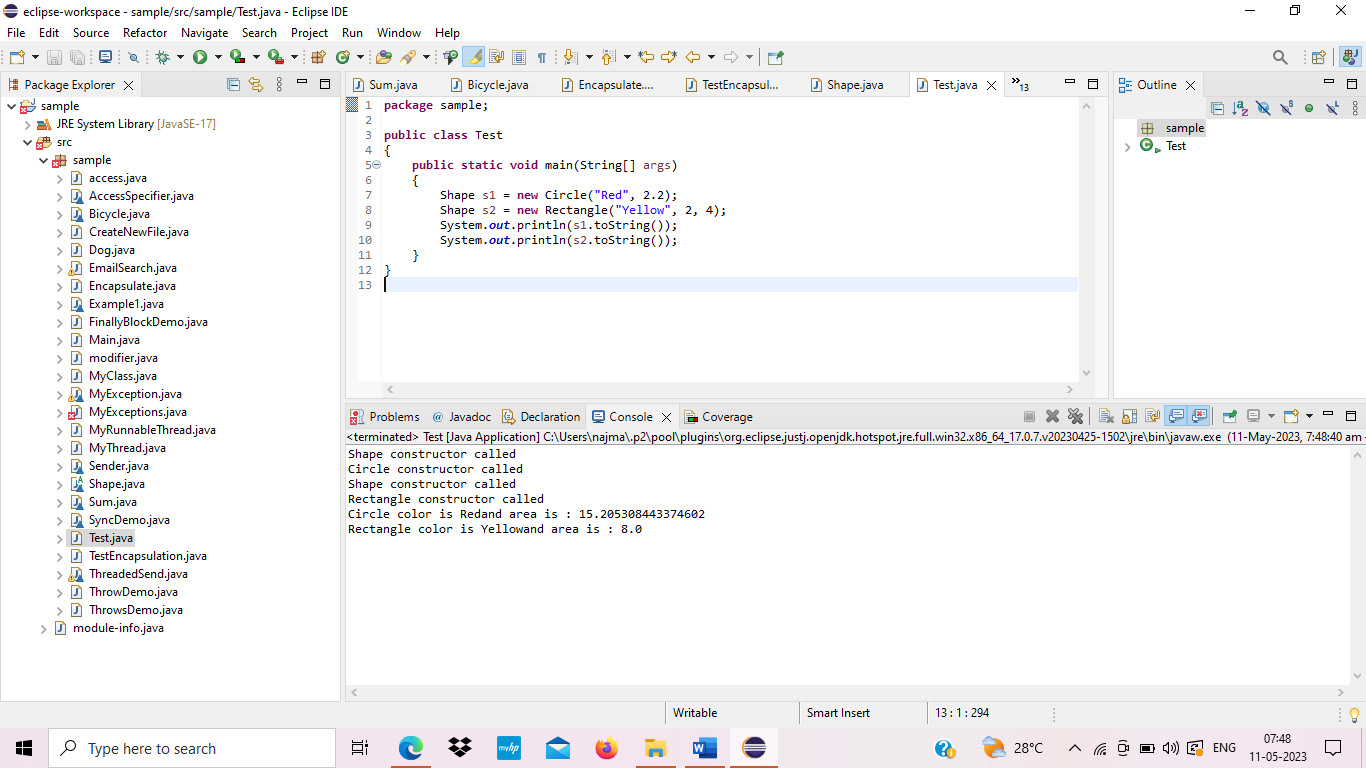 eclipse-workspace - sample/src/sample/Test.java - Eclipse IDE
File Edit Source Refactor Navigate Search Project Run Window Help
Package Explorer
sample
JRE System Library [JavaSE-17]
src
sample
access.java
AccessSpecifier.java
Bicycle.java
CreateNewFile.java
Dog.java
EmailSearch.java
Encapsulate.java
Example1.java
FinallyBlockDemo.java
Main.java
modifier.java
MyClass.java
MyException.java
MyExceptions.java
MyRunnableThread.java
MyThread.java
Sender.java
Shape.java
Sum.java
SyncDemo.java
Test.java
TestEncapsulation.java
ThreadedSend.java
ThrowDemo.java
ThrowsDemo.java
module-info.java
Sum.java Bicycle.java Encapsulate.... TestEncapsul... Shape.java Test.java »13
1 package sample;
2
3 public class Test
4 {
5 public static void main(String[] args)
6 {
7 Shape s1 = new Circle("Red", 2.2);
8 Shape s2 = new Rectangle("Yellow", 2, 4);
9 System.out.println(s1.toString());
10 System.out.println(s2.toString());
11 }
12 }
13
Outline
sample
Test
Problems @ Javadoc Declaration Console Coverage
<terminated> Test [Java Application] C:\Users\najma\.p2\pool\plugins\org.eclipse.justj.openjdk.hotspot.jre.full.win32.x86_64_17.0.7.v20230425-1502\jre\bin\javaw.exe (11-May-2023, 7:48:40 am –
Shape constructor called
Circle constructor called
Shape constructor called
Rectangle constructor called
Circle color is Redand area is : 15.205308443374602
Rectangle color is Yellowand area is : 8.0
Writable Smart Insert 13 : 1 : 294
Type here to search
myhp
28°C ENG 07:48
11-05-2023